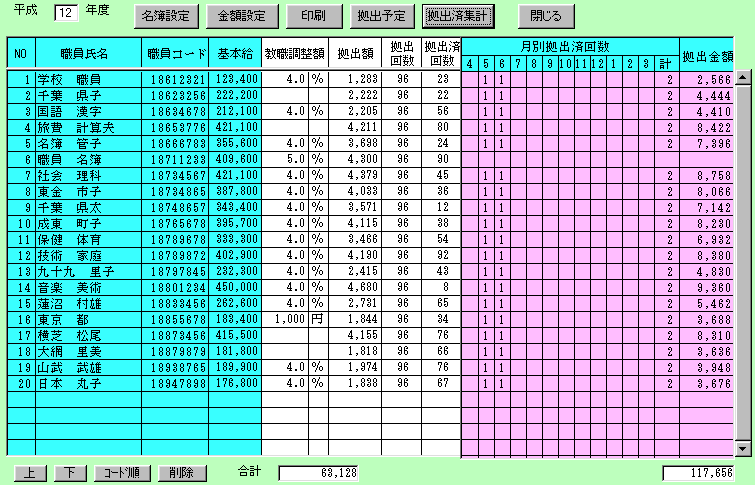 平成 12 年度 名簿設定 金額設定 印刷 拠出予定 拠出済集計 閉じる
NO 職員氏名 職員コード 基本給 教職調整額 拠出額 拠出回数 拠出済回数 月別拠出済回数 拠出金額
4 5 6 7 8 9 10 11 12 1 2 3 計
1 学校 職員 18612321 123,400 4.0 % 1,283 96 23 1 1 2 2,566
2 千葉 県子 18623256 222,200 2,222 96 22 1 1 2 4,444
3 国語 漢字 18634678 212,100 4.0 % 2,205 96 56 1 1 2 4,410
4 旅費 計算夫 18653776 421,100 4,211 96 80 1 1 2 8,422
5 名簿 管子 18666783 355,600 4.0 % 3,698 96 24 1 1 2 7,396
6 職員 名簿 18711233 409,600 5.0 % 4,300 96 90
7 社会 理科 18734567 421,100 4.0 % 4,379 96 45 1 1 2 8,758
8 東金 市子 18734865 387,800 4.0 % 4,033 96 36 1 1 2 8,066
9 千葉 県太 18748657 343,400 4.0 % 3,571 96 12 1 1 2 7,142
10 成東 町子 18765678 395,700 4.0 % 4,115 96 38 1 1 2 8,230
11 保健 体育 18789678 333,300 4.0 % 3,466 96 54 1 1 2 6,932
12 技術 家庭 18789872 402,900 4.0 % 4,190 96 92 1 1 2 8,380
13 九十九 里子 18797845 232,300 4.0 % 2,415 96 43 1 1 2 4,830
14 音楽 美術 18801234 450,000 4.0 % 4,680 96 8 1 1 2 9,360
15 蓮沼 村雄 18833456 262,600 4.0 % 2,731 96 65 1 1 2 5,462
16 東京 都 18855678 183,400 1,000 円 1,844 96 34 1 1 2 3,688
17 横芝 松尾 18873456 415,500 4,155 96 76 1 1 2 8,310
18 大網 里美 18879879 181,800 1,818 96 66 1 1 2 3,636
19 山武 武雄 18938765 189,900 4.0 % 1,974 96 76 1 1 2 3,948
20 日本 丸子 18947898 176,800 4.0 % 1,838 96 67 1 1 2 3,676
上 下 コード順 削除 合計 63,128 117,656